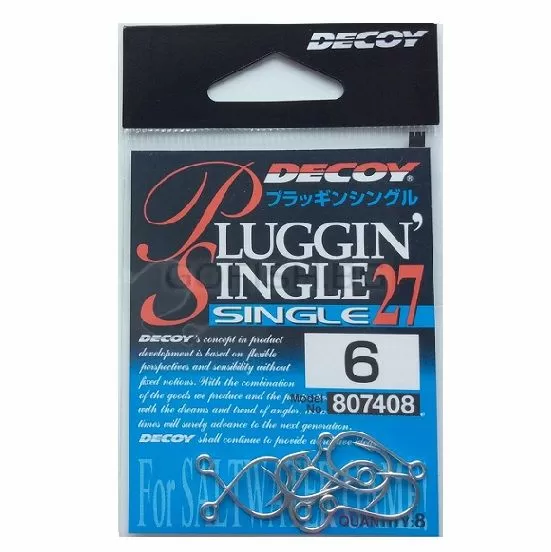 DECOY
DECOY®
プラッギンシングル
PLUGGIN'
SINGLE 27
SINGLE
DECOY's concept in product
development is based on flexible
perspectives and sensibility without
fixed notions. With the combination
of the goods we produce and the
with the dreams and trend of angler.
times will surely advance to the next generation.
DECOY shall continue to provide
6
Model No. 807408
For SALTWATER
QUANTITY:8